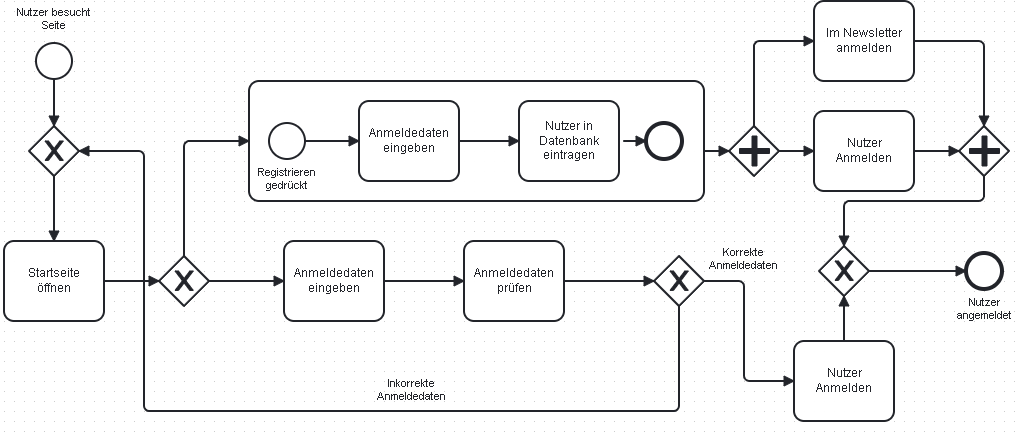 Nutzer besucht
Seite
Im Newsletter
anmelden
Anmeldedaten
eingeben
Nutzer in
Datenbank
eintragen
Nutzer
Anmelden
Registrieren
gedrückt
Startseite
öffnen
Anmeldedaten
eingeben
Anmeldedaten
prüfen
Korrekte
Anmeldedaten
Nutzer
angemeldet
Inkorrekte
Anmeldedaten
Nutzer
Anmelden